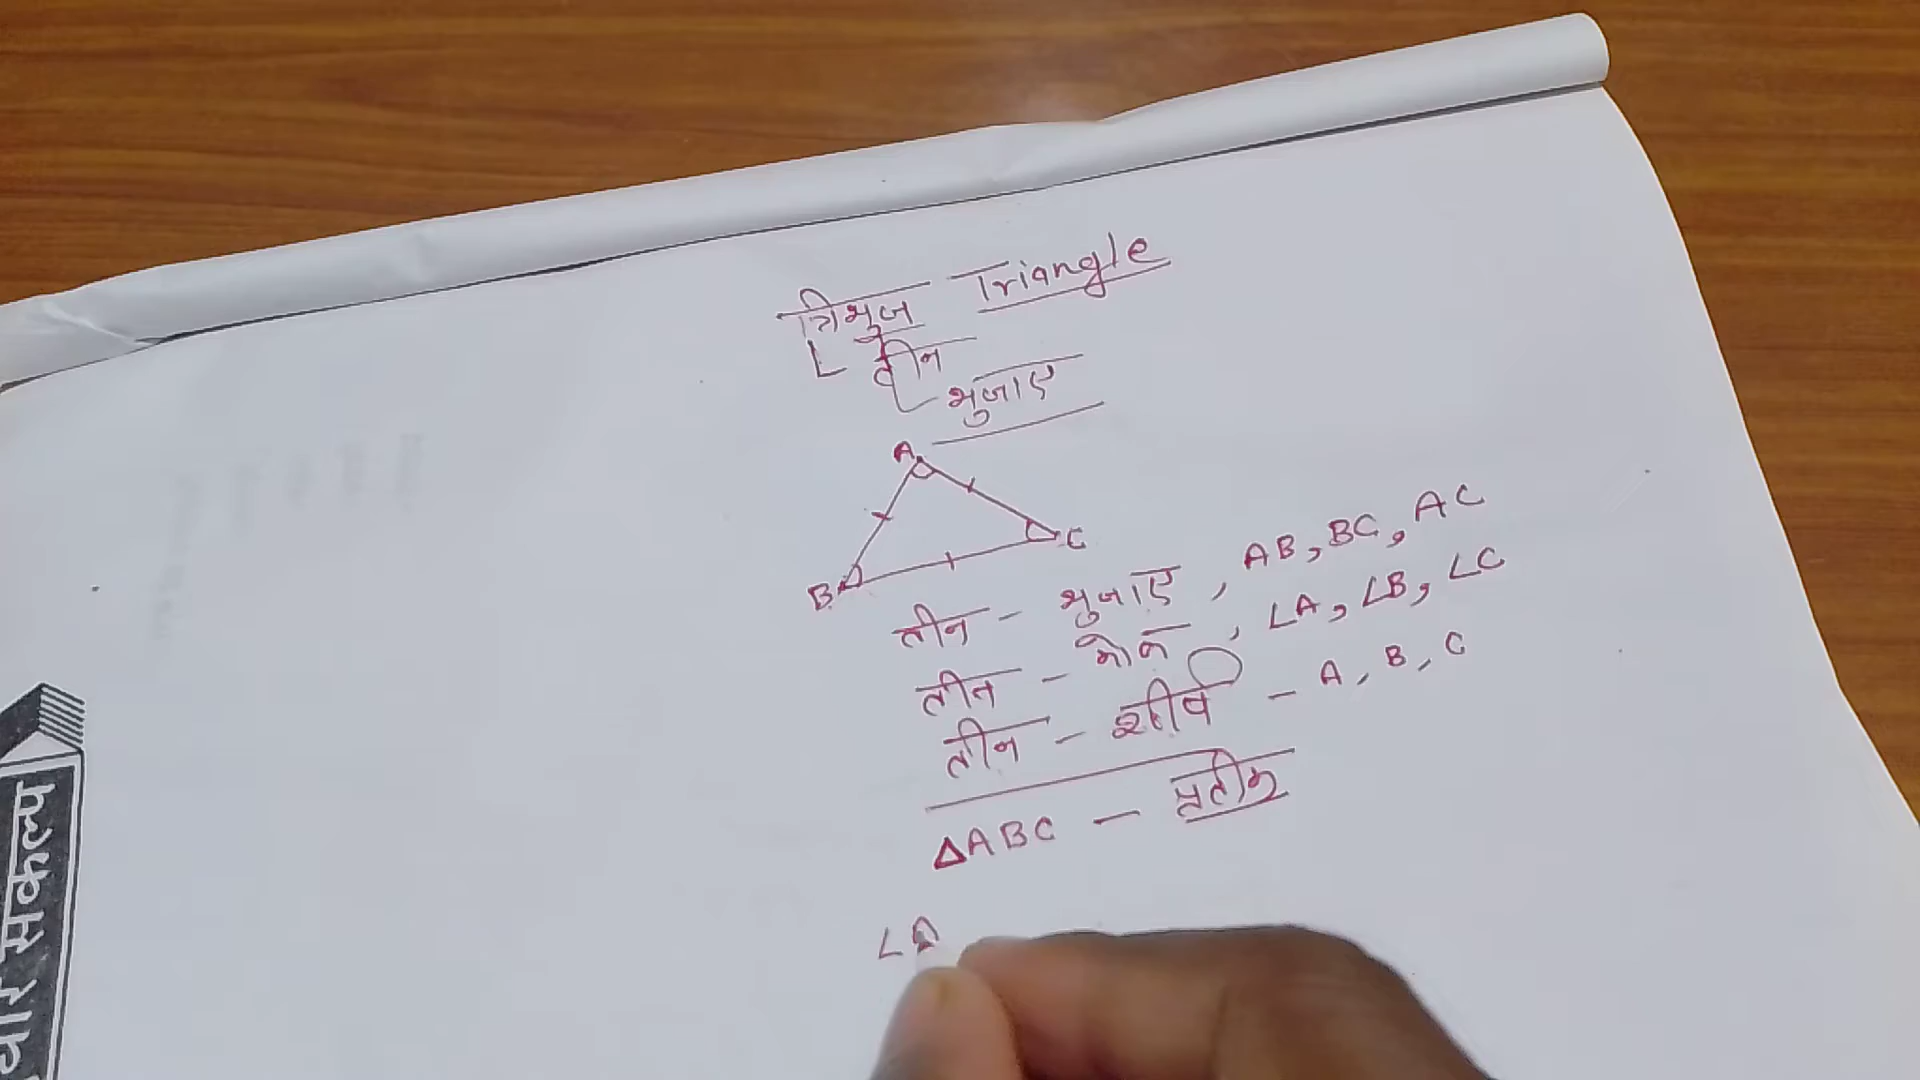 त्रिभुज Triangle
तीन
भुजाए
A
B
C
तीन - भुजाए, AB, BC, AC
तीन - कोन, ∠A, ∠B, ∠C
तीन - शीर्ष - A, B, C
ΔABC - प्रतीक
∠A
संकल्प